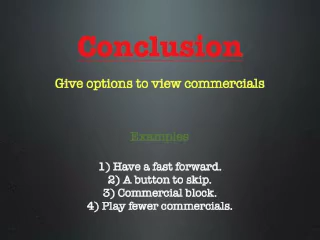 Conclusion
Give options to view commercials
Examples
1) Have a fast forward.
2) A button to skip.
3) Commercial block.
4) Play fewer commercials.